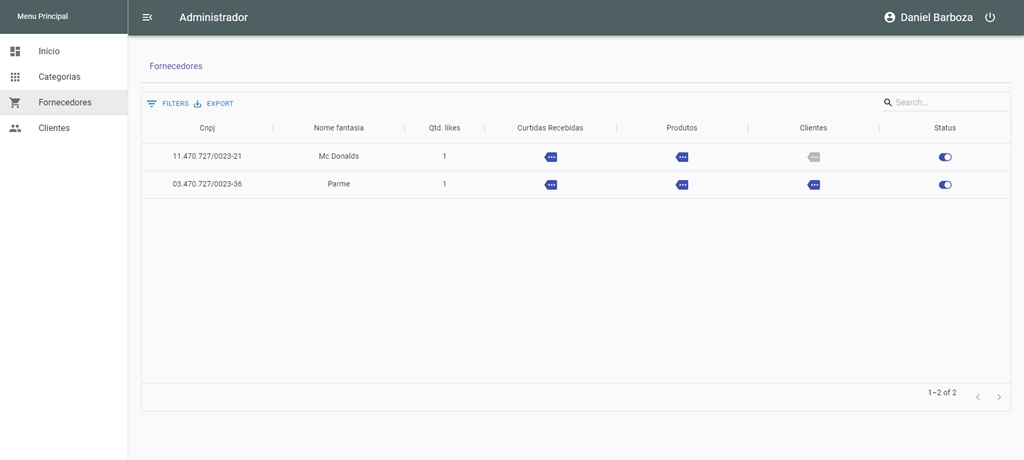 Menu Principal
Administrador
Daniel Barboza
Início
Categorias
Fornecedores
Clientes
Fornecedores
FILTERS EXPORT
Search...
Cnpj Nome fantasia Qtd. likes Curtidas Recebidas Produtos Clientes Status
11.470.727/0023-21 Mc Donalds 1
03.470.727/0023-36 Parme 1
1–2 of 2